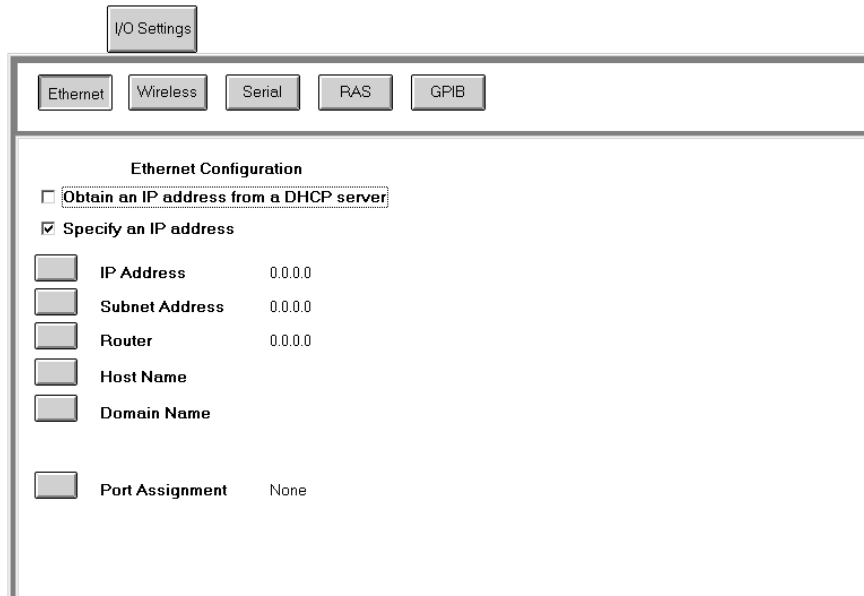 I/O Settings
Ethernet Wireless Serial RAS GPIB
Ethernet Configuration
Obtain an IP address from a DHCP server
Specify an IP address
IP Address 0.0.0.0
Subnet Address 0.0.0.0
Router 0.0.0.0
Host Name
Domain Name
Port Assignment None